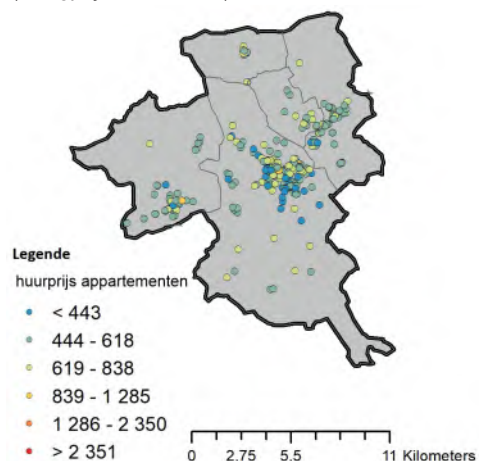 Legende
huurprijs appartementen
< 443
444 - 618
619 - 838
839 - 1 285
1 286 - 2 350
> 2 351
0 2.75 5.5 11 Kilometers